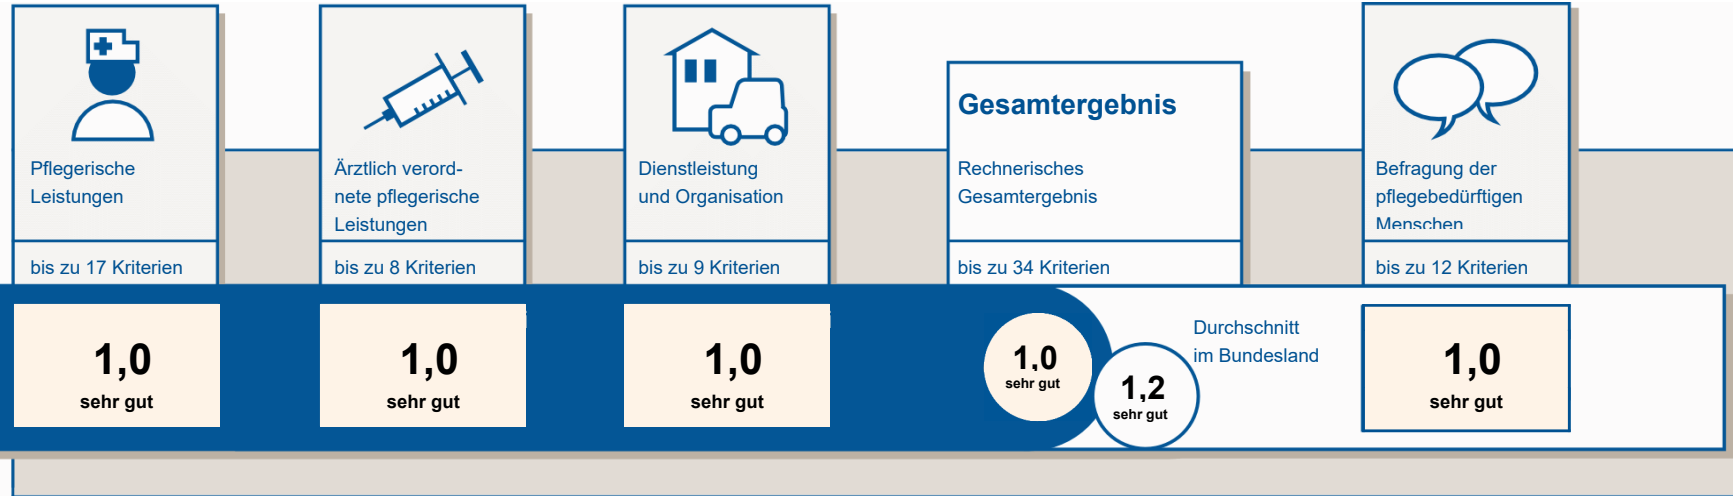 Pflegerische
Leistungen
bis zu 17 Kriterien
1,0
sehr gut
Ärztlich verord-
nete pflegerische
Leistungen
bis zu 8 Kriterien
1,0
sehr gut
Dienstleistung
und Organisation
bis zu 9 Kriterien
1,0
sehr gut
Gesamtergebnis
Rechnerisches
Gesamtergebnis
bis zu 34 Kriterien
1,0
sehr gut
1,2
sehr gut
Durchschnitt
im Bundesland
Befragung der
pflegebedürftigen
Menschen
bis zu 12 Kriterien
1,0
sehr gut